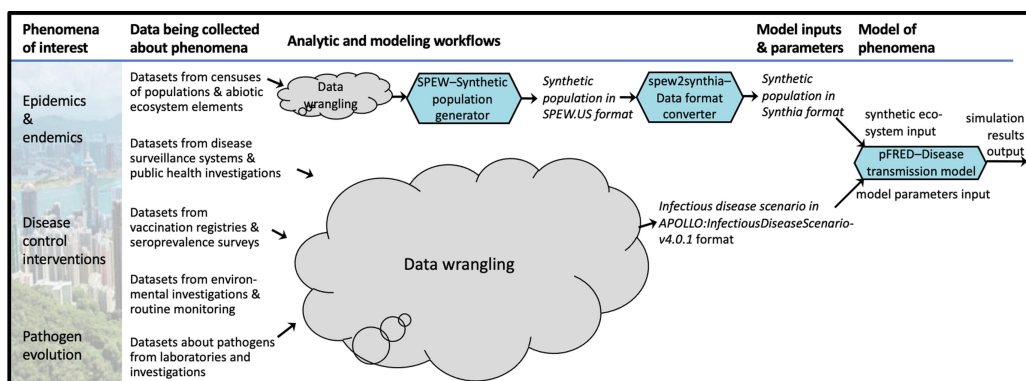 Phenomena
of interest
Data being collected
about phenomena
Analytic and modeling workflows
Model inputs
& parameters
Model of
phenomena
Epidemics
&
endemics
Disease
control
interventions
Pathogen
evolution
Datasets from censuses
of populations & abiotic
ecosystem elements
Data
wrangling
SPEW–Synthetic
population
generator
Synthetic
population in
SPEW.US format
spew2synthia–
Data format
converter
Synthetic
population in
Synthia format
synthetic eco-
system input
simulation
results
output
pFRED–Disease
transmission model
model parameters input
Datasets from disease
surveillance systems &
public health investigations
Datasets from
vaccination registries &
seroprevalence surveys
Datasets from environ-
mental investigations &
routine monitoring
Datasets about pathogens
from laboratories and
investigations
Data wrangling
Infectious disease scenario in
APOLLO:InfectiousDiseaseScenario-
v4.0.1 format